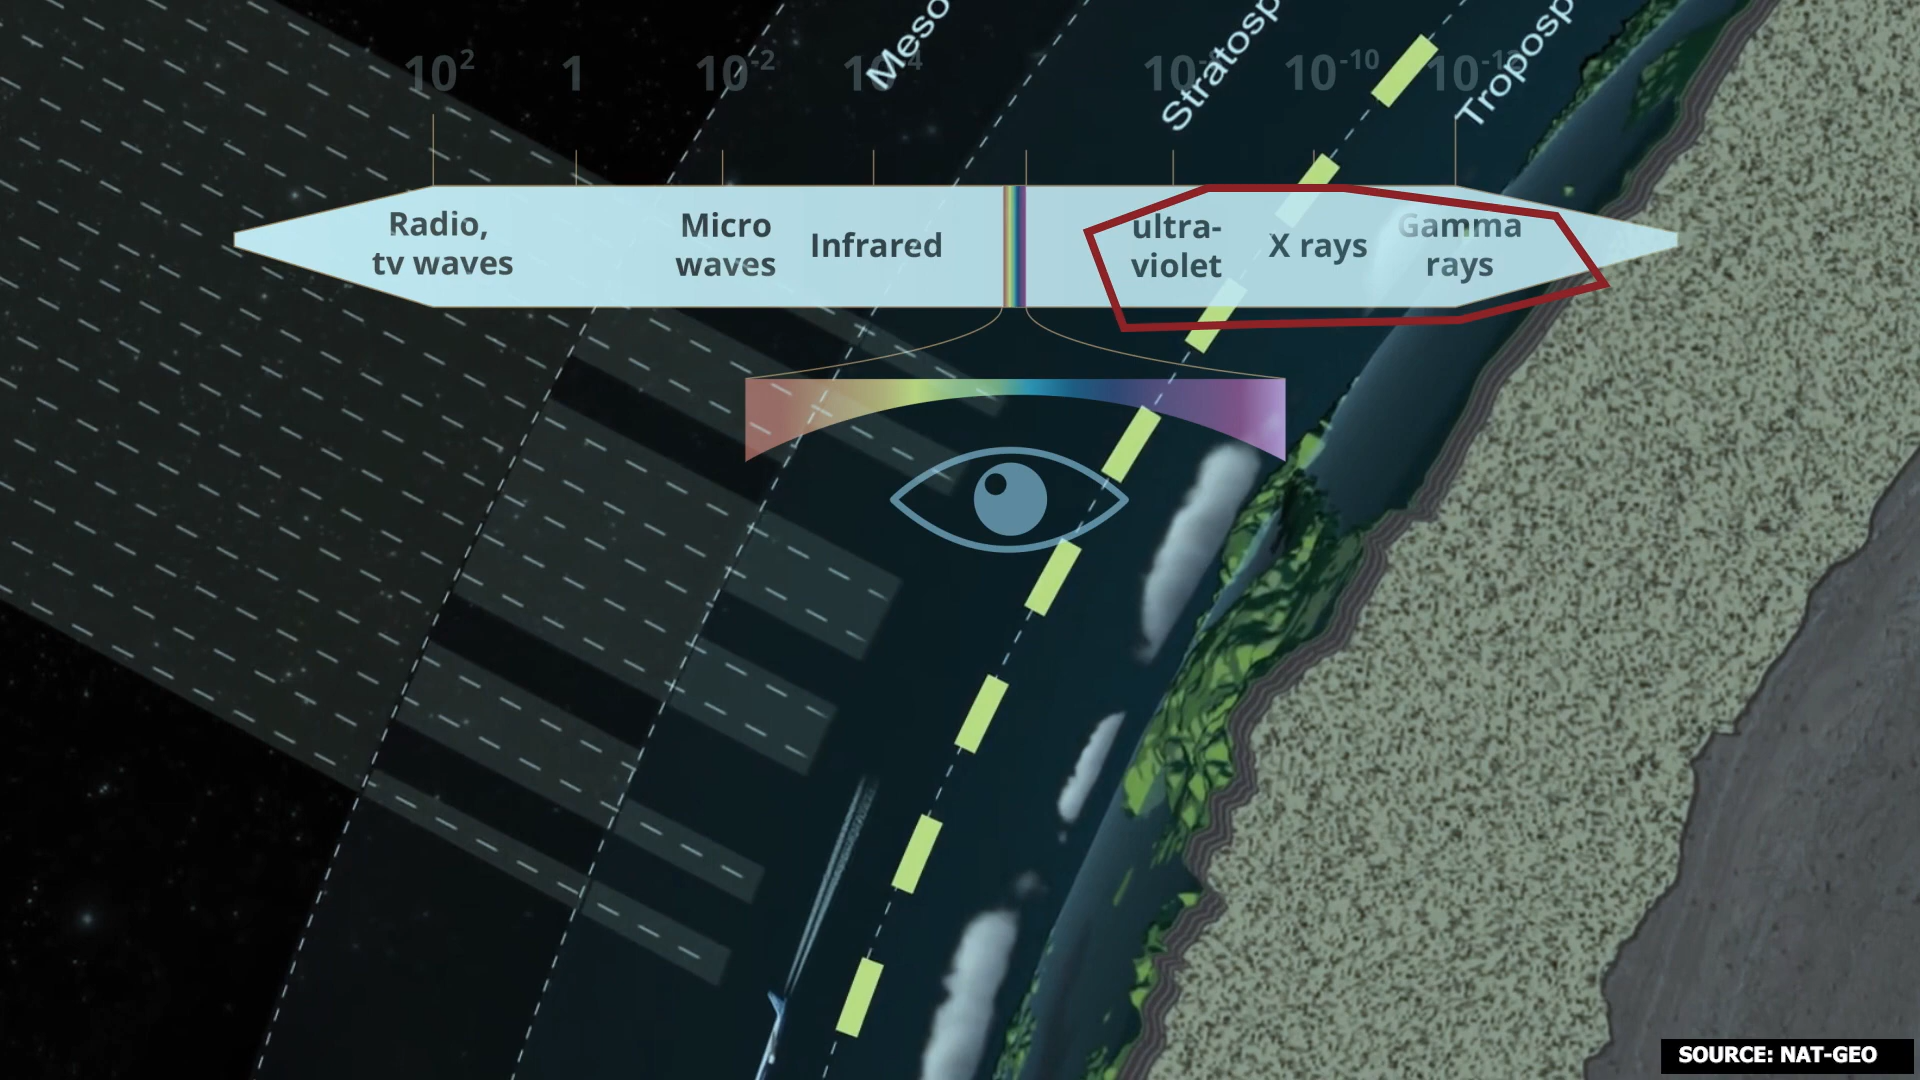 Meso
Stratosp
Troposp
10² 1 10⁻² 10⁻¹⁰
Radio,
tv waves
Micro
waves
Infrared
ultra-
violet
X rays
Gamma
rays
SOURCE: NAT-GEO